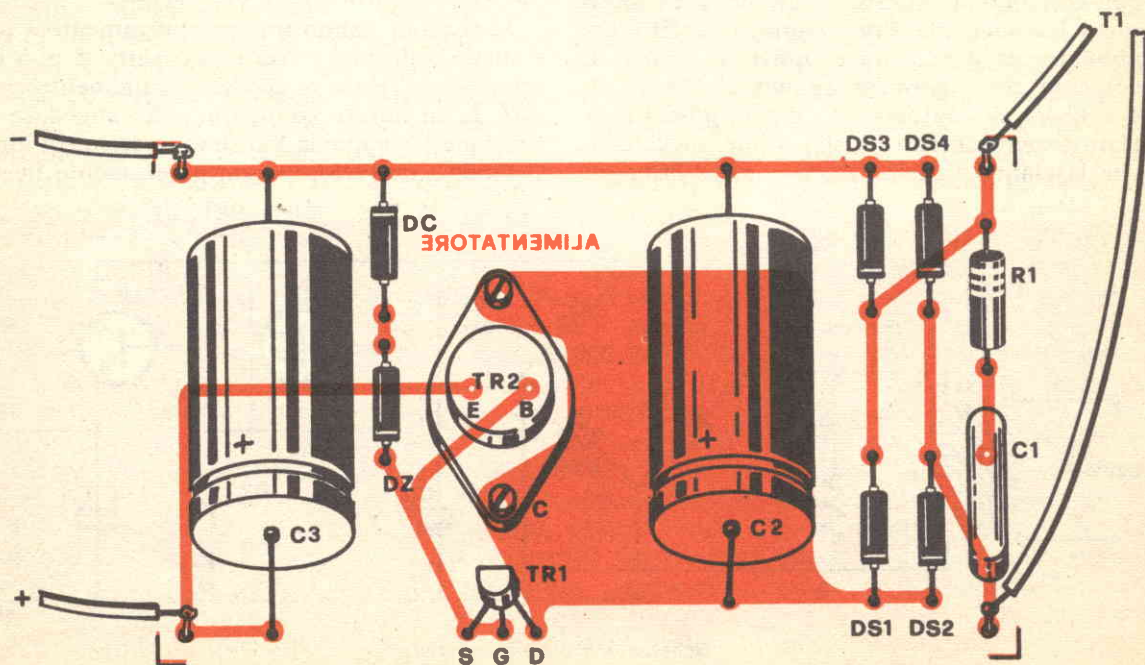 T1
-
DS3 DS4
DC
ALIMENTATORE
R1
TR2
E B
+
+
C1
DZ
C
C3
C2
TR1
+
DS1 DS2
S G D